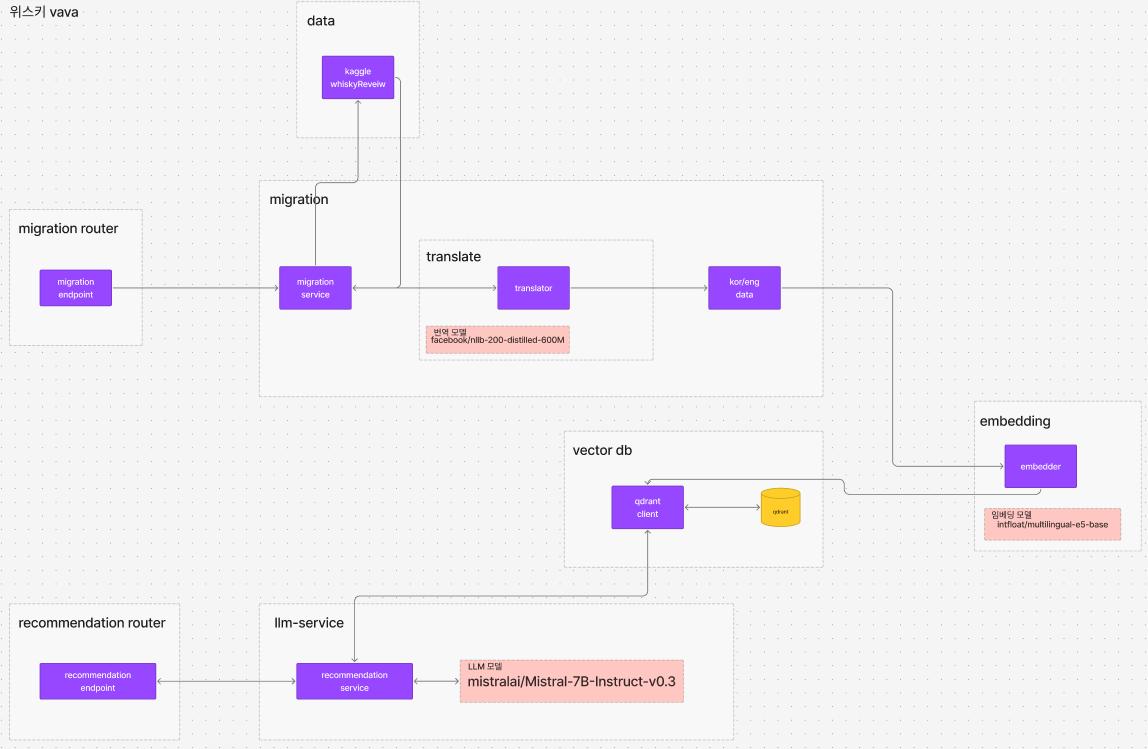 위스키 vava
data
kaggle
whiskyReveiw
migration
migration router
migration
endpoint
migration
service
translate
translator
번역 모델
facebook/nllb-200-distilled-600M
kor/eng
data
embedding
embedder
임베딩 모델
intfloat/multilingual-e5-base
vector db
qdrant
client
qdrant
recommendation router
recommendation
endpoint
llm-service
recommendation
service
LLM 모델
mistralai/Mistral-7B-Instruct-v0.3